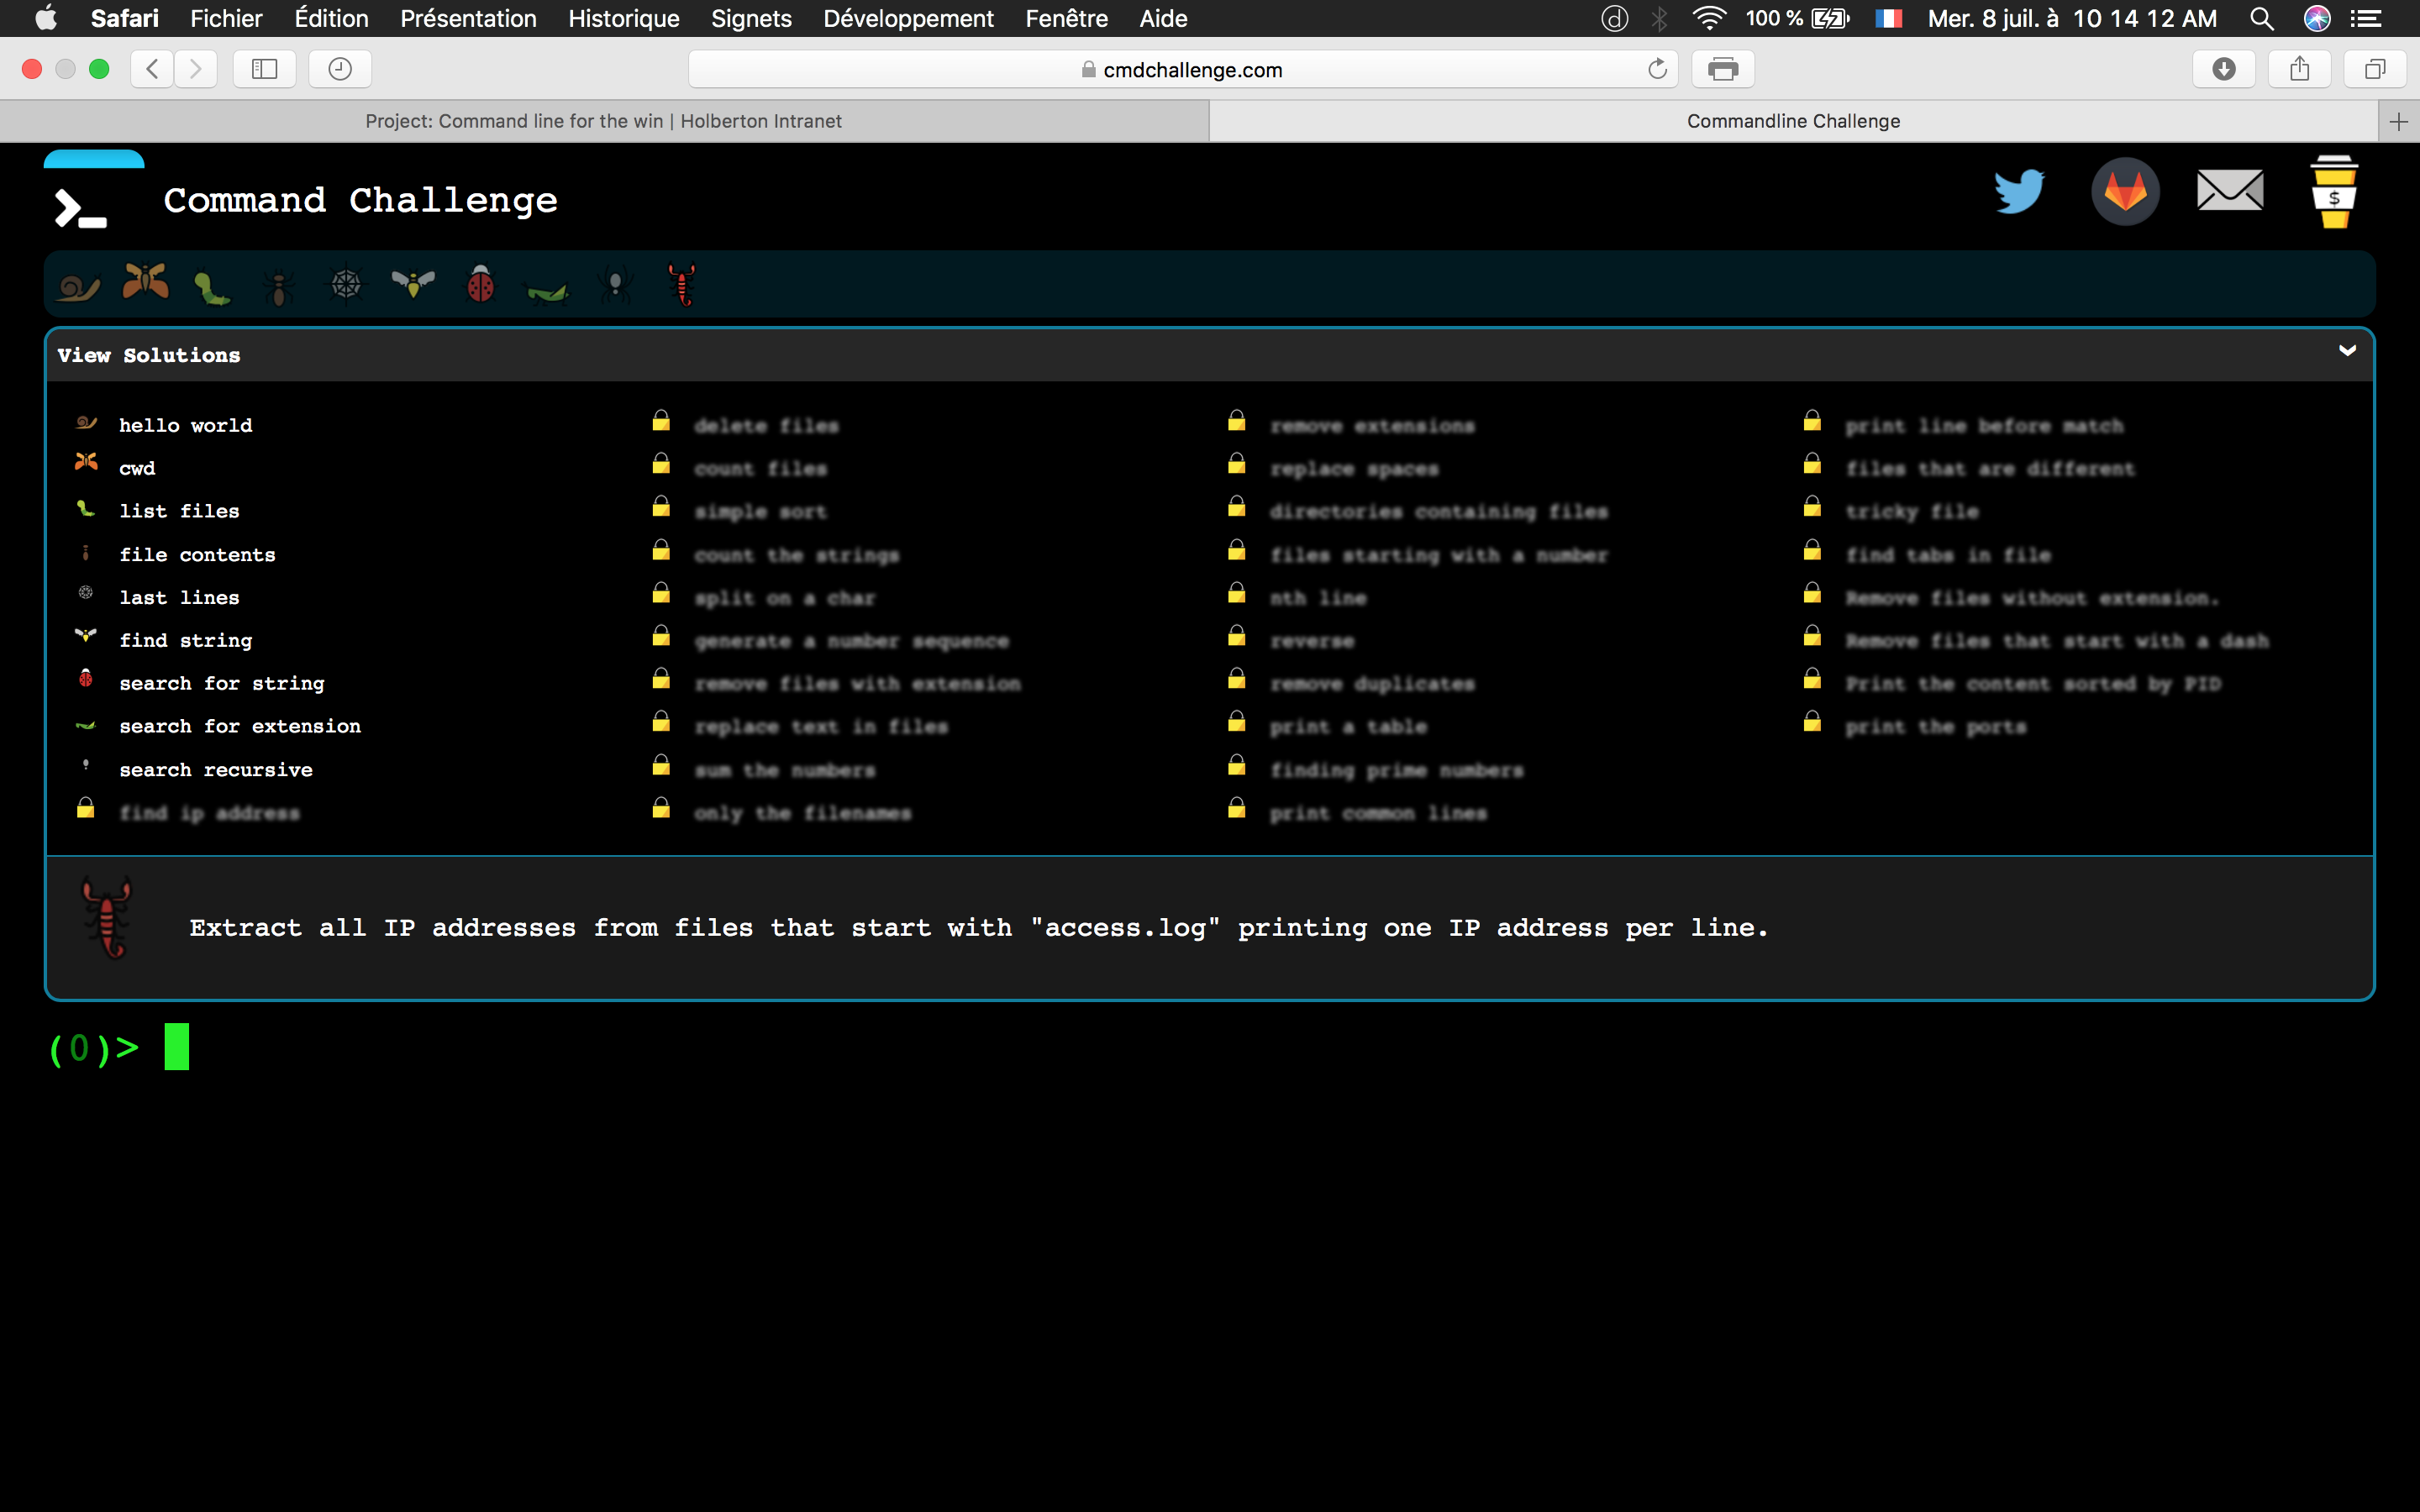 Safari Fichier Édition Présentation Historique Signets Développement Fenêtre Aide 100 % Mer. 8 juil. à 10 14 12 AM
cmdchallenge.com
Project: Command line for the win | Holberton Intranet
Commandline Challenge
Command Challenge
$
View Solutions
hello world
cwd
list files
file contents
last lines
find string
search for string
search for extension
search recursive
find ip address
delete files
count files
simple sort
count the strings
split on a char
generate a number sequence
remove files with extension
replace text in files
sum the numbers
only the filenames
remove extensions
replace spaces
directories containing files
files starting with a number
nth line
reverse
remove duplicates
print a table
finding prime numbers
print common lines
print line before match
files that are different
tricky file
find tabs in file
Remove files without extension.
Remove files that start with a dash
Print the content sorted by PID
print the ports
Extract all IP addresses from files that start with "access.log" printing one IP address per line.
(0)>